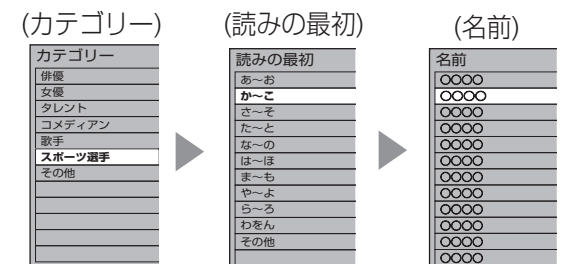 (カテゴリー)
カテゴリー
俳優
女優
タレント
コメディアン
歌手
スポーツ選手
その他
(読みの最初)
読みの最初
あ〜お
か〜こ
さ〜そ
た〜と
な〜の
は〜ほ
ま〜も
や〜よ
ら〜ろ
わをん
その他
(名前)
名前
○○○○
○○○○
○○○○
○○○○
○○○○
○○○○
○○○○
○○○○
○○○○
○○○○
○○○○
○○○○